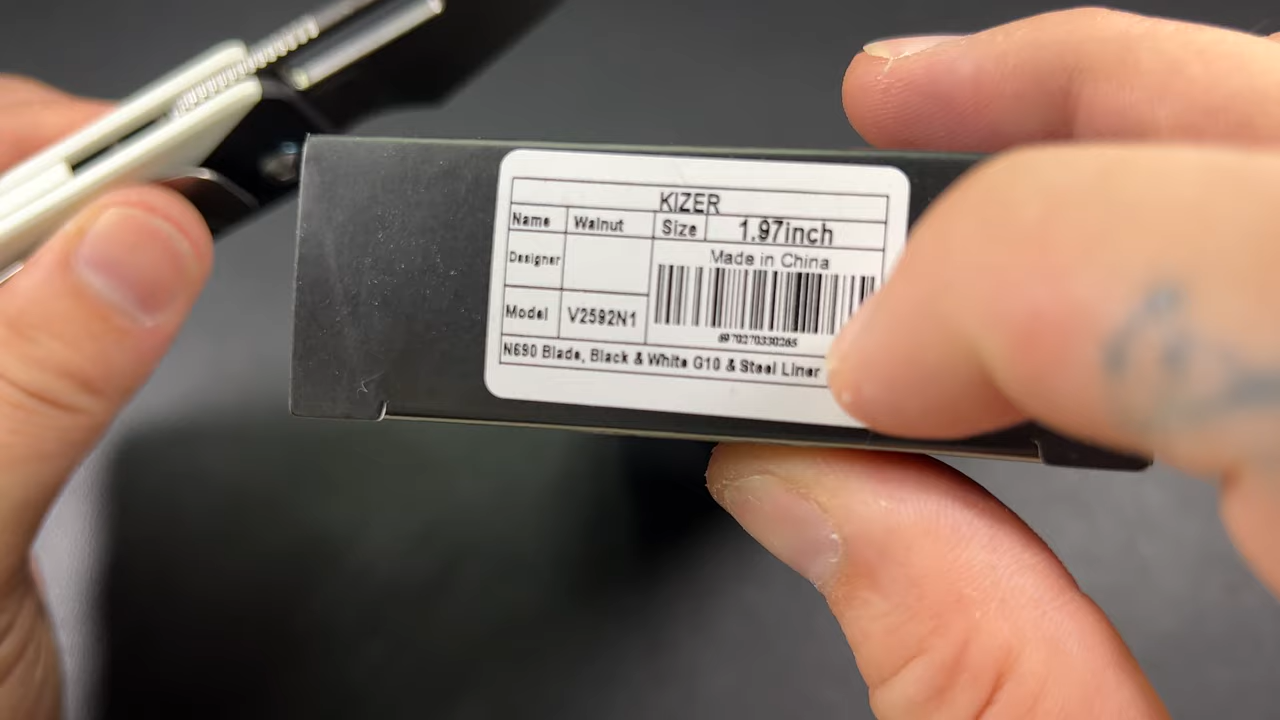 KIZER
Name Walnut Size 1.97inch
Designer Made in China
Model V2592N1
6970270330265
N690 Blade, Black & White G10 & Steel Liner